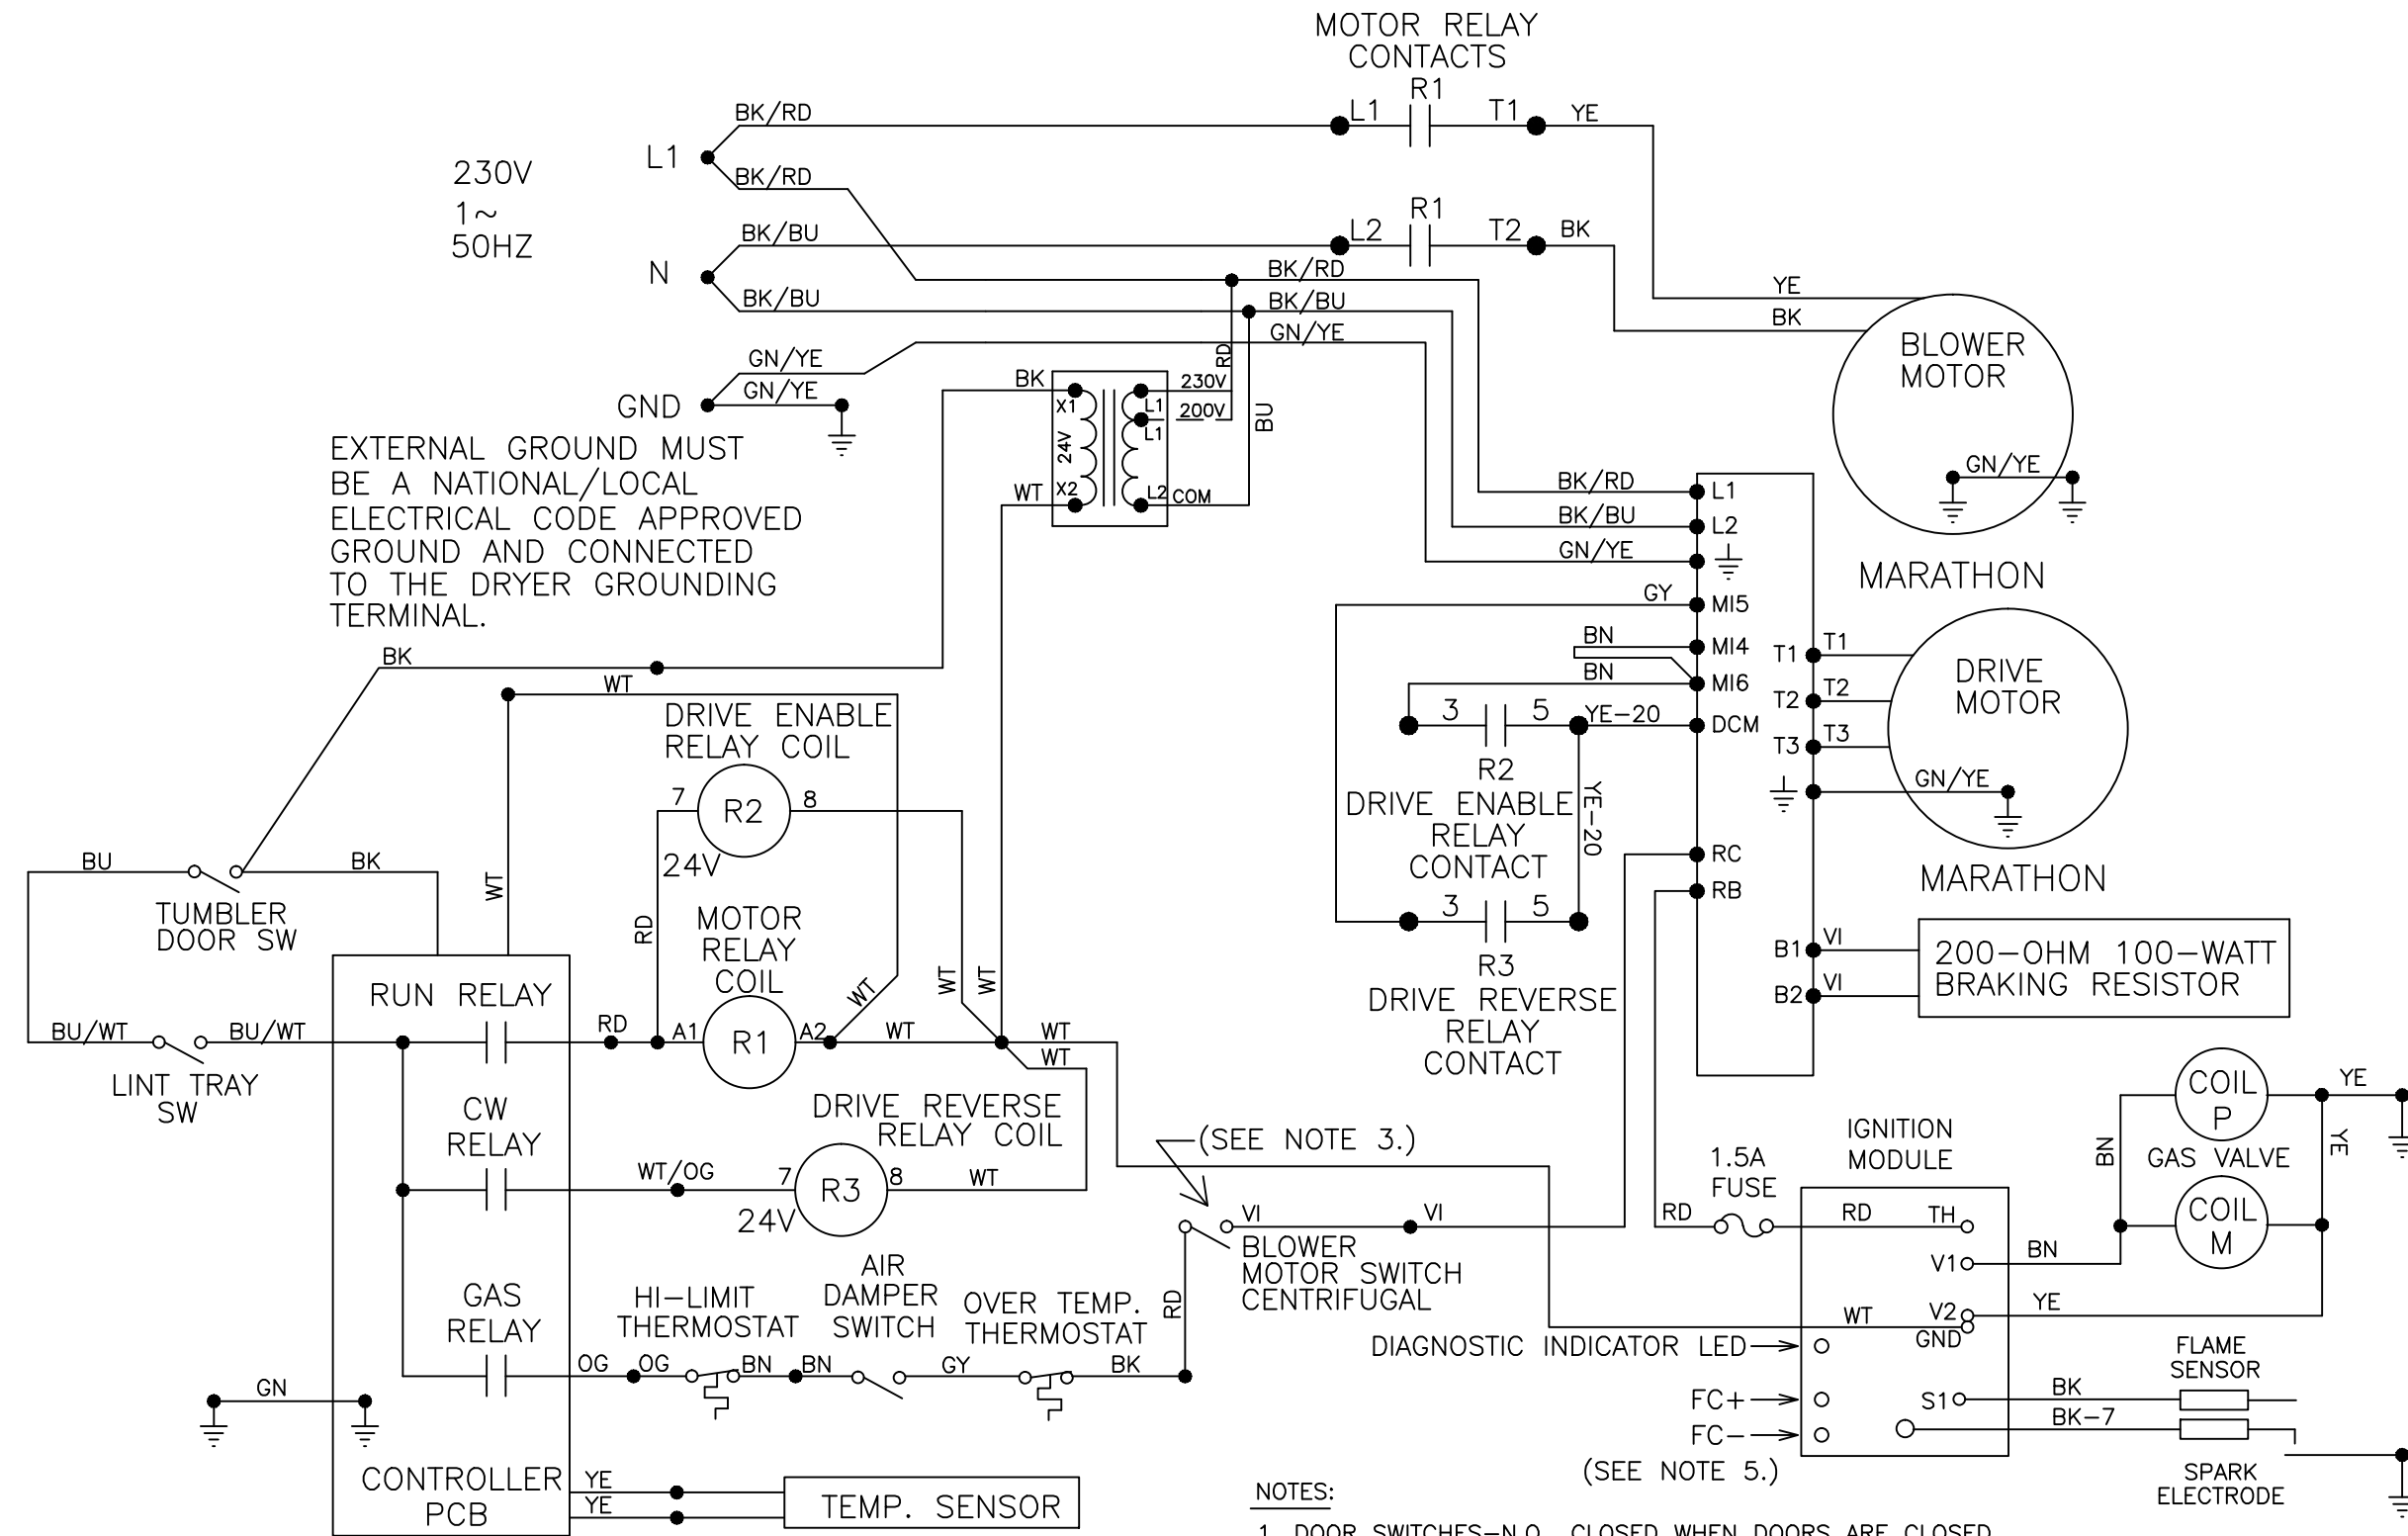 MOTOR RELAY
CONTACTS
R1
BK/RD
L1
T1
YE
L1
230V
BK/RD
1~
R1
50HZ
BK/BU
L2
T2
BK
N
BK/RD
BK/BU
BK/BU
YE
GN/YE
BK
RD
BLOWER
MOTOR
GN/YE
BK
230V
GN/YE
X1
L1
200V
GND
BU
L1
24V
EXTERNAL GROUND MUST
BE A NATIONAL/LOCAL
ELECTRICAL CODE APPROVED
GROUND AND CONNECTED
TO THE DRYER GROUNDING
TERMINAL.
GN/YE
WT
X2
L2
COM
BK/RD
L1
BK/BU
L2
GN/YE
MARATHON
GY
MI5
BN
MI4
T1
T1
BK
BN
MI6
DRIVE
MOTOR
WT
T2
T2
DRIVE ENABLE
RELAY COIL
3
5
YE-20
DCM
T3
T3
R2
GN/YE
7
R2
8
DRIVE ENABLE
RELAY
CONTACT
YE-20
24V
BU
BK
RC
MARATHON
WT
RB
TUMBLER
DOOR SW
MOTOR
RELAY
COIL
RD
3
5
B1
VI
200-OHM 100-WATT
BRAKING RESISTOR
R3
WT
WT
WT
RUN RELAY
B2
VI
DRIVE REVERSE
RELAY
CONTACT
BU/WT
BU/WT
RD
A1
R1
A2
WT
WT
WT
LINT TRAY
SW
COIL
P
YE
CW
RELAY
DRIVE REVERSE
RELAY COIL
(SEE NOTE 3.)
IGNITION
MODULE
BN
GAS VALVE
YE
1.5A
FUSE
WT/OG
7
R3
8
WT
24V
VI
VI
RD
RD
TH
COIL
M
BLOWER
MOTOR SWITCH
CENTRIFUGAL
V1
BN
GAS
RELAY
HI-LIMIT
THERMOSTAT
AIR
DAMPER
SWITCH
OVER TEMP.
THERMOSTAT
RD
WT
V2
YE
GND
DIAGNOSTIC INDICATOR LED
FLAME
SENSOR
OG
OG
BN
BN
GY
BK
GN
FC+
S1
BK
FC-
BK-7
(SEE NOTE 5.)
SPARK
ELECTRODE
CONTROLLER
PCB
YE
YE
TEMP. SENSOR
NOTES:
1. DOOR SWITCHES-N.O., CLOSED WHEN DOORS ARE CLOSED